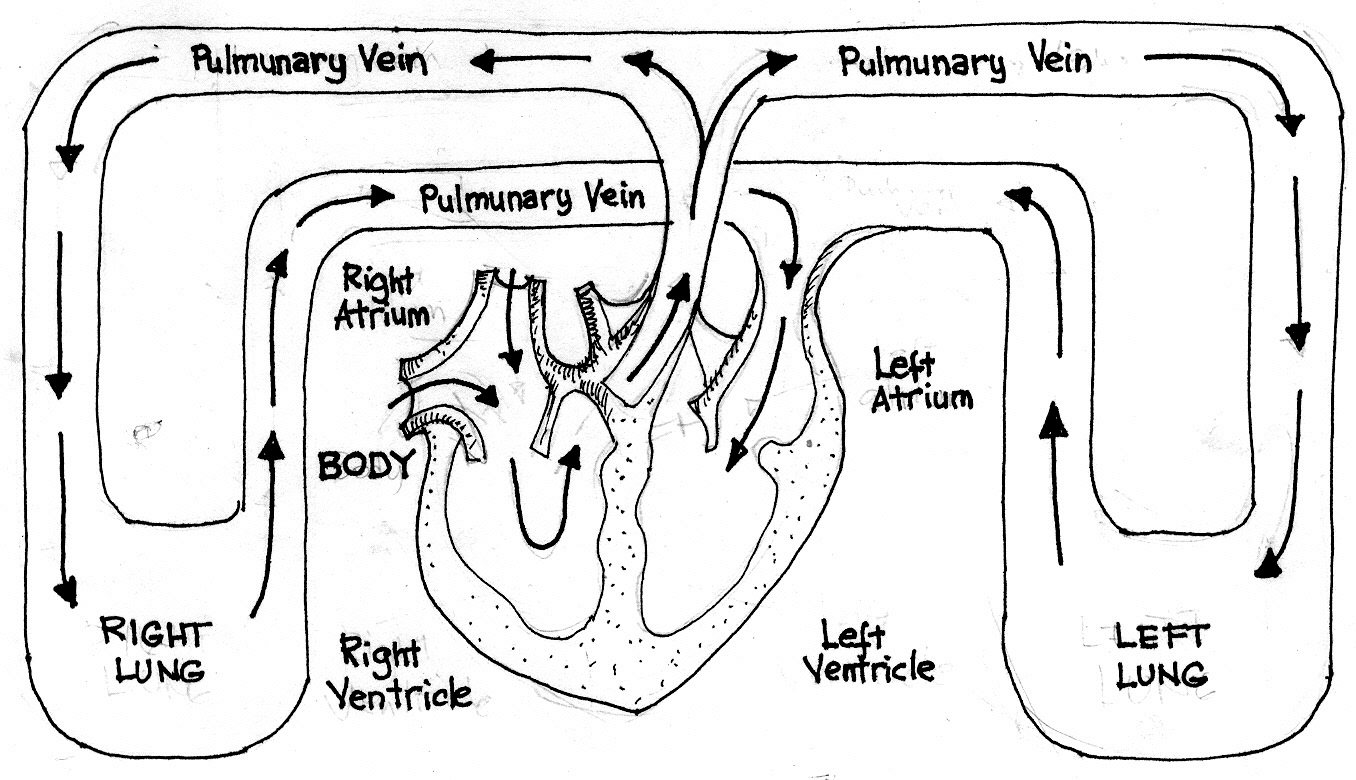 Pulmunary Vein
Pulmunary Vein
Pulmunary Vein
Right
Atrium
Left
Atrium
BODY
RIGHT
LUNG
Right
Ventricle
Left
Ventricle
LEFT
LUNG